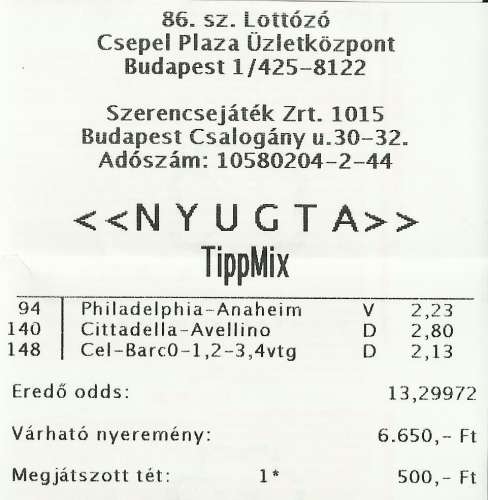 86. sz. Lottózó
Csepel Plaza Üzletközpont
Budapest 1/425-8122
Szerencsejáték Zrt. 1015
Budapest Csalogány u.30-32.
Adószám: 10580204-2-44
<<NYUGTA>>
TippMix
94 Philadelphia-Anaheim V 2,23
140 Cittadella-Avellino D 2,80
148 Cel-Barc0-1,2-3,4vtg D 2,13
Eredő odds: 13,29972
Várható nyeremény: 6.650,- Ft
Megjátszott tét: 1* 500,- Ft